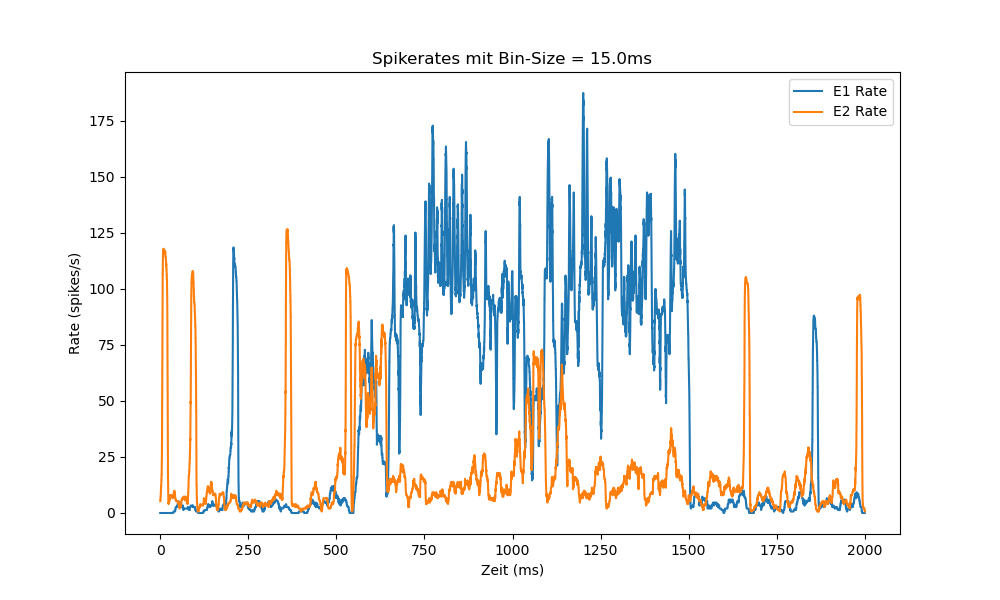 Spikerates mit Bin-Size = 15.0ms
E1 Rate
E2 Rate
175
150
125
100
75
50
25
0
Rate (spikes/s)
0 250 500 750 1000 1250 1500 1750 2000
Zeit (ms)